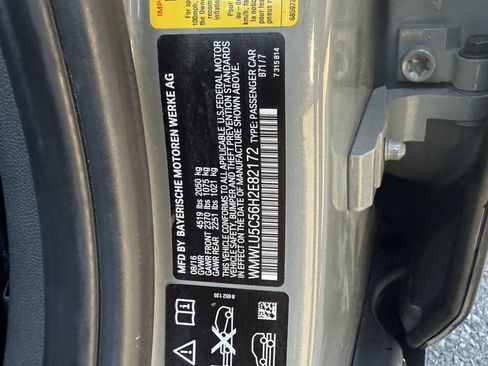 MFD BY BAYERISCHE MOTOREN WERKE AG
08/16 4519 lbs 2050 kg
GVWR
GAWR FRONT 2370 lbs 1075 kg
GAWR REAR 2251 lbs 1021 kg
THIS VEHICLE CONFORMS TO ALL APPLICABLE U.S.FEDERAL MOTOR
VEHICLE SAFETY, BUMPER AND THEFT PREVENTION STANDARDS
IN EFFECT ON THE DATE OF MANUFACTURE SHOWN ABOVE.
WMWLU5C56H2E82172 TYPE: PASSENGER CAR
B71/7
7 315 814
8 652 135